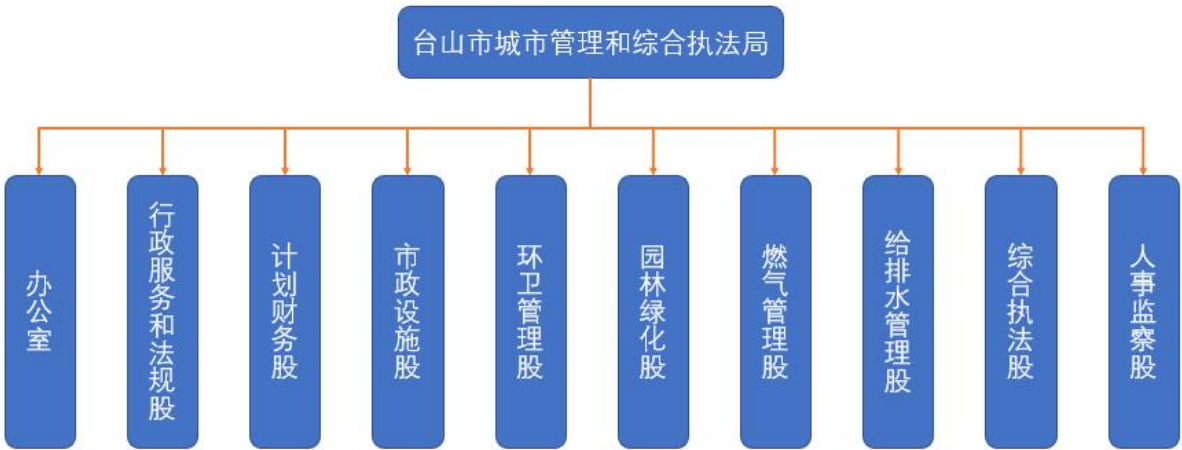 台山市城市管理和综合执法局
办公室
行政服务和法规股
计划财务股
市政设施股
环卫管理股
园林绿化股
燃气管理股
给排水管理股
综合执法股
人事监察股